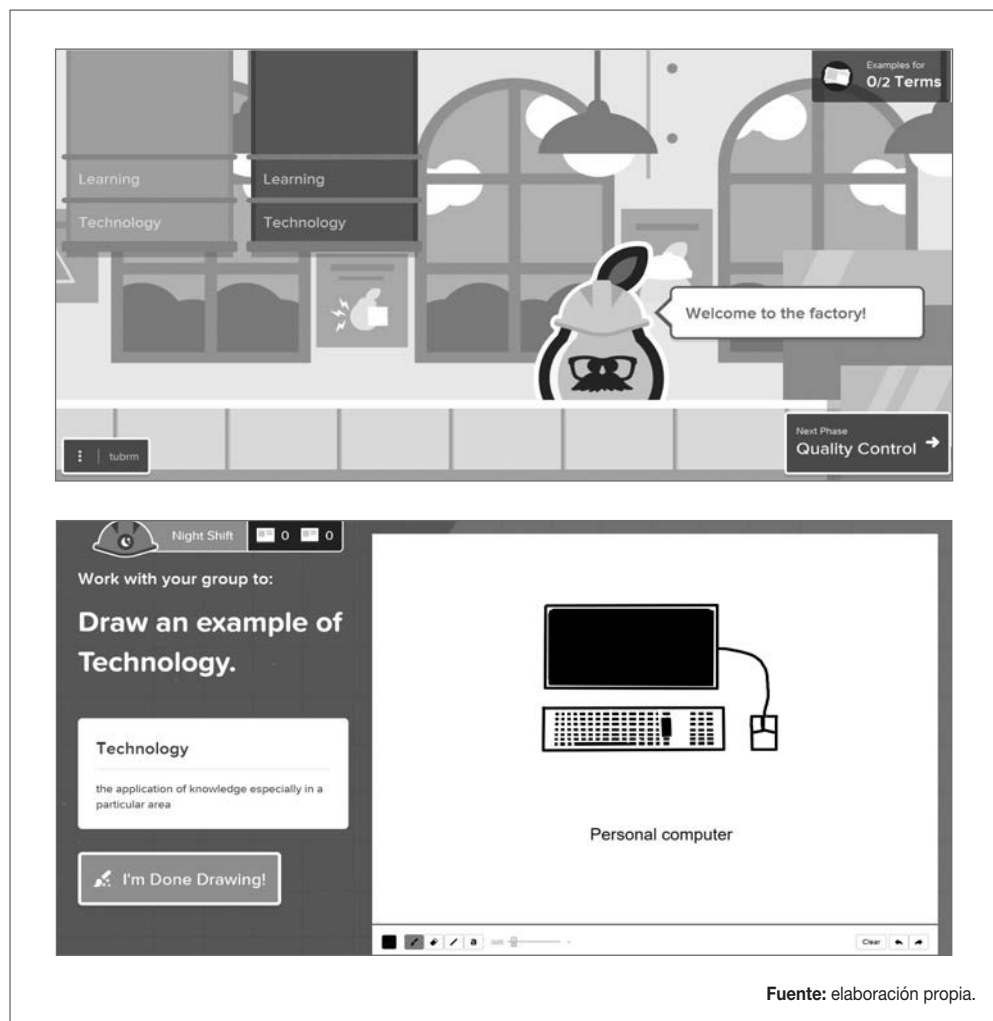 Examples for
0/2 Terms
Learning
Learning
Technology
Technology
Welcome to the factory!
Next Phase
Quality Control
tubrm
Night Shift
0
0
Work with your group to:
Draw an example of
Technology.
Technology
the application of knowledge especially in a
particular area
I'm Done Drawing!
Personal computer
a
Clear
Fuente: elaboración propia.